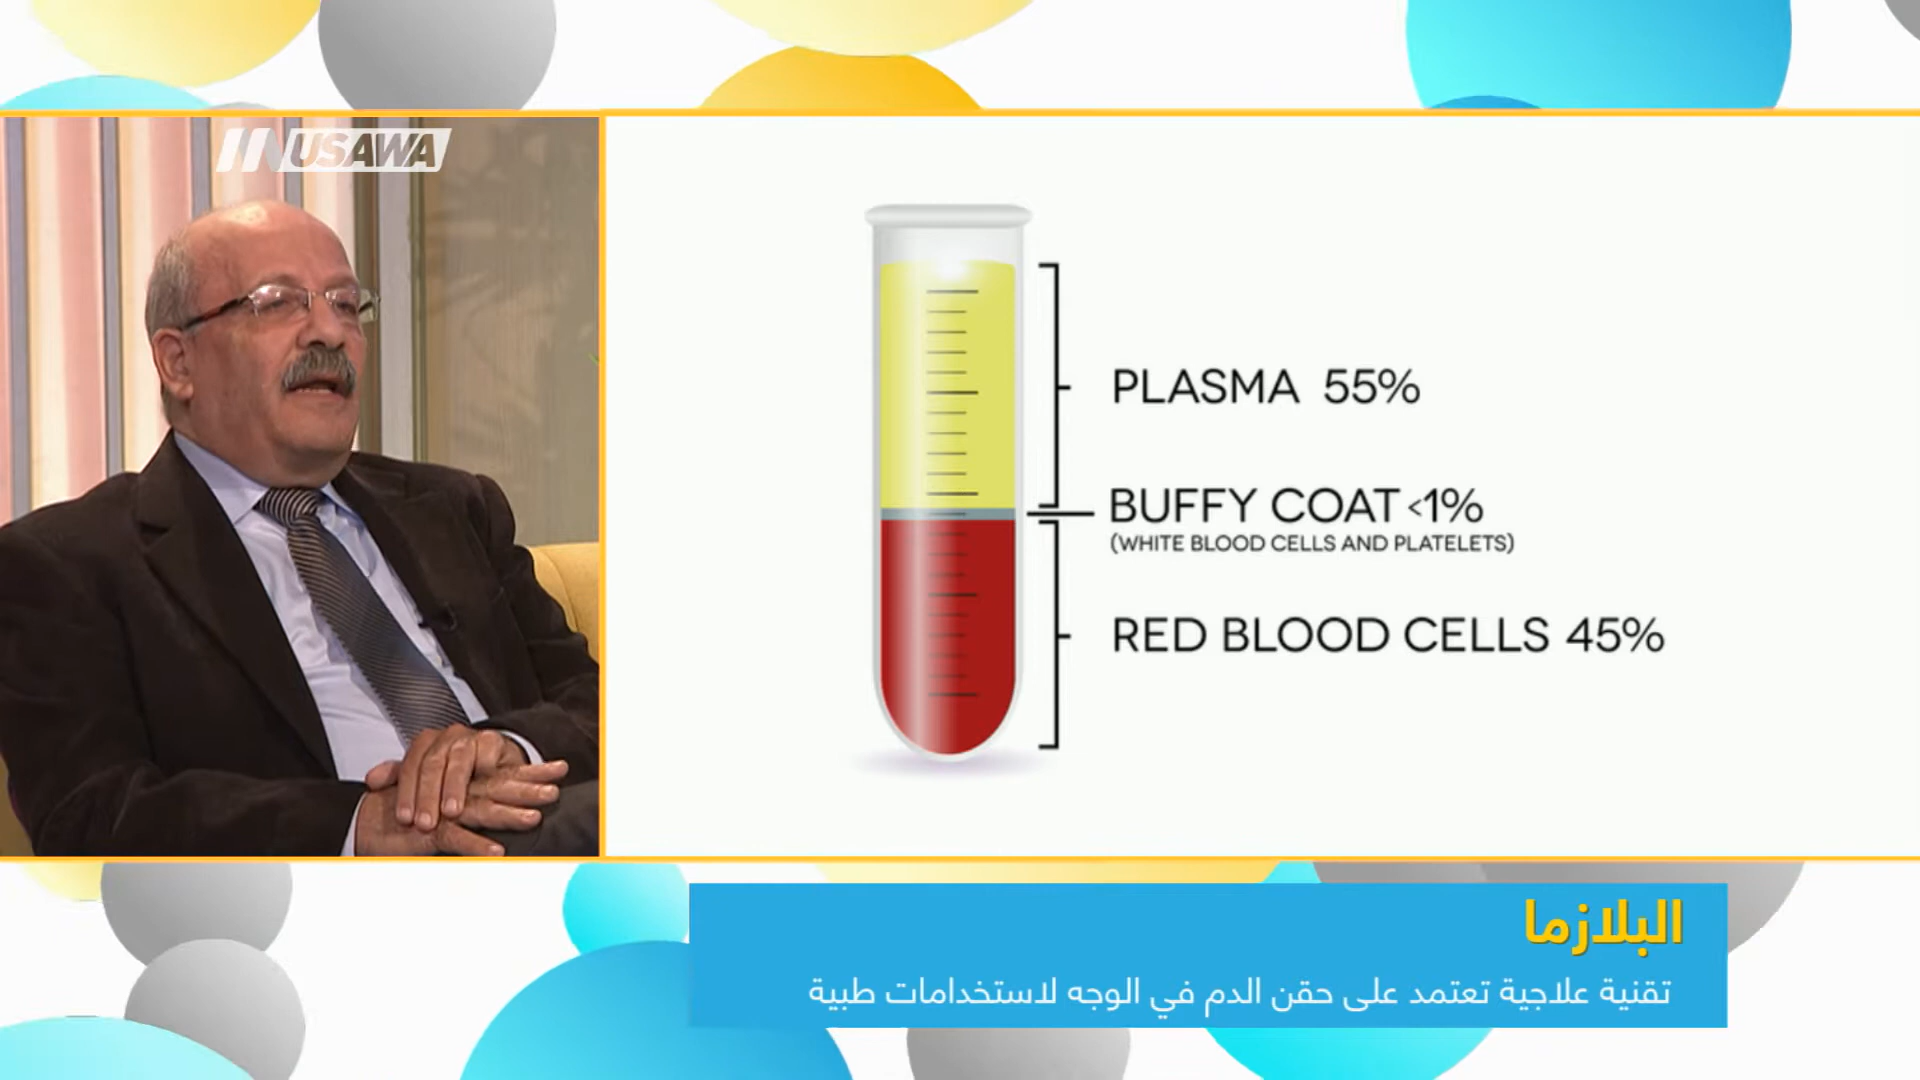 MUSAWA
PLASMA 55%
BUFFY COAT <1%
(WHITE BLOOD CELLS AND PLATELETS)
RED BLOOD CELLS 45%
البلازما
تقنية علاجية تعتمد على حقن الدم في الوجه لاستخدامات طبية